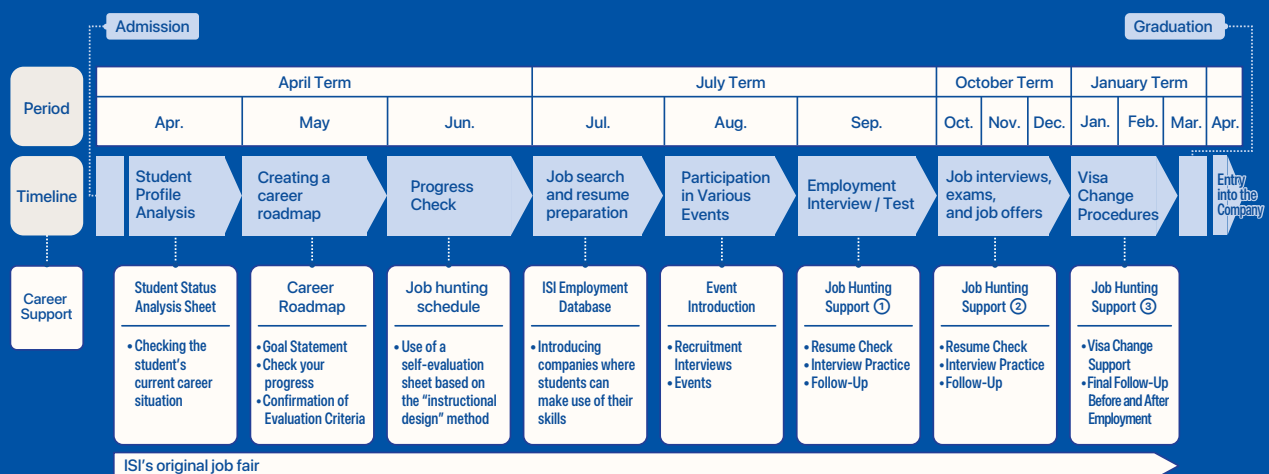 Admission
Graduation
Period
April Term
July Term
October Term
January Term
Apr.
May
Jun.
Jul.
Aug.
Sep.
Oct.
Nov.
Dec.
Jan.
Feb.
Mar.
Apr.
Timeline
Student
Profile
Analysis
Creating a
career
roadmap
Progress
Check
Job search
and resume
preparation
Participation
in Various
Events
Employment
Interview / Test
Job interviews,
exams,
and job offers
Visa
Change
Procedures
Entry
into the
Company
Career
Support
Student Status
Analysis Sheet
• Checking the
student's
current career
situation
Career
Roadmap
• Goal Statement
• Check your
progress
• Confirmation of
Evaluation Criteria
Job hunting
schedule
• Use of a
self-evaluation
sheet based on
the “instructional
design” method
ISI Employment
Database
• Introducing
companies where
students can
make use of their
skills
Event
Introduction
• Recruitment
Interviews
• Events
Job Hunting
Support ①
• Resume Check
• Interview Practice
• Follow-Up
Job Hunting
Support ②
• Resume Check
• Interview Practice
• Follow-Up
Job Hunting
Support ③
• Visa Change
Support
• Final Follow-Up
Before and After
Employment
ISI's original job fair